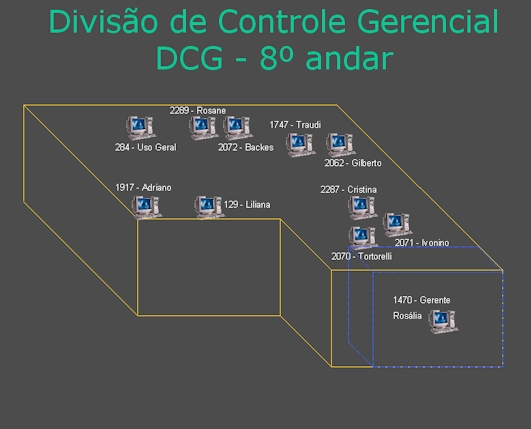 Divisão de Controle Gerencial
DCG - 8º andar
2289 - Rosane
1747 - Traudi
284 - Uso Geral
2072 - Backes
2062 - Gilberto
1917 - Adriano
129 - Liliana
2287 - Cristina
2071 - Ivonino
2070 - Tortorelli
1470 - Gerente
Rosália